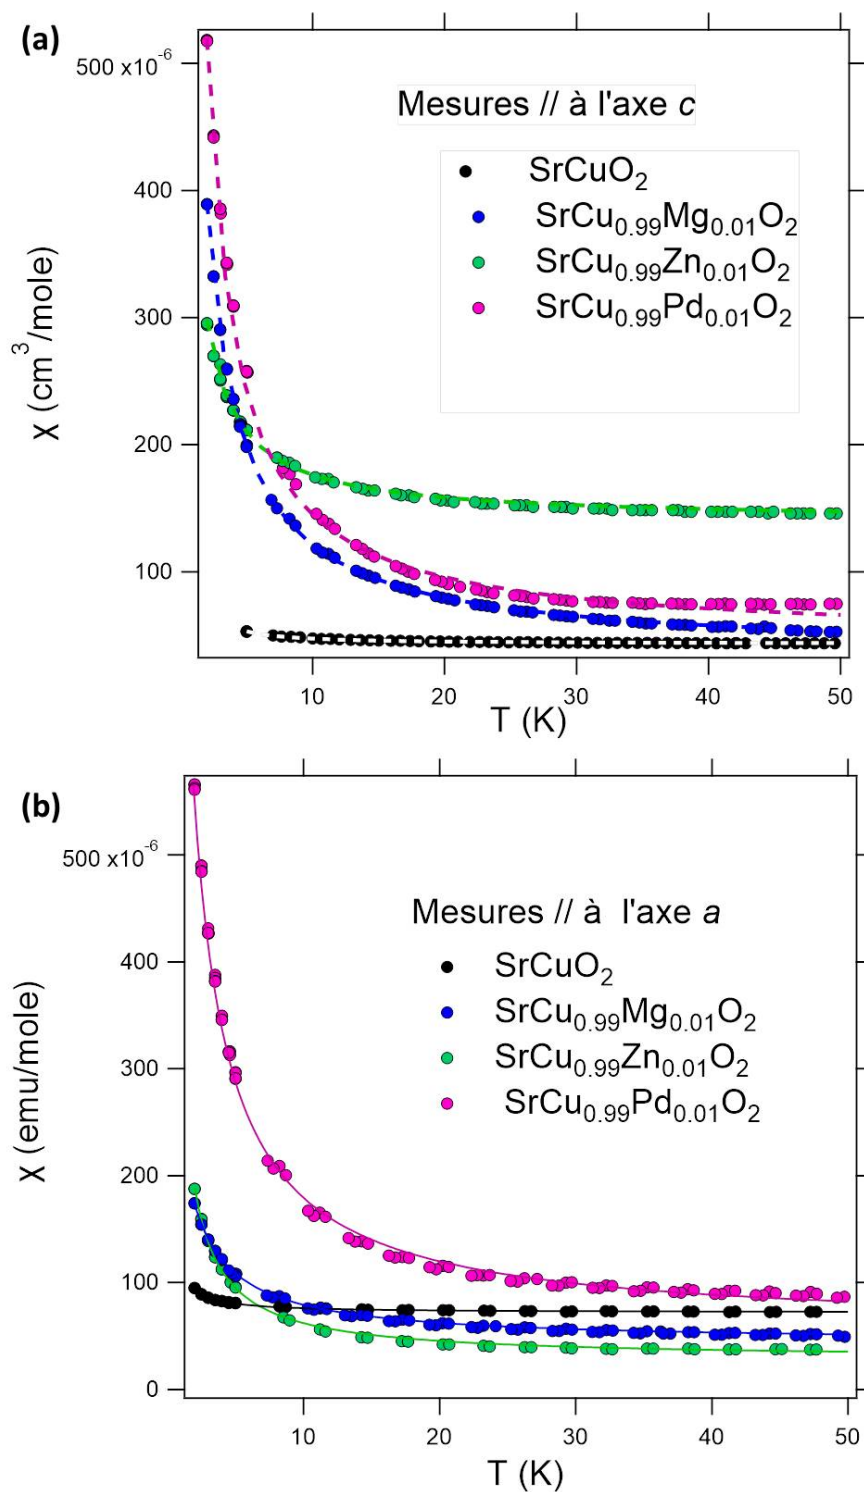 (a)
500 x10⁻⁶
400
300
200
100
χ (cm³/mole)
Mesures // à l'axe c
SrCuO₂
SrCu₀.₉₉Mg₀.₀₁O₂
SrCu₀.₉₉Zn₀.₀₁O₂
SrCu₀.₉₉Pd₀.₀₁O₂
10 20 30 40 50
T (K)
(b)
500 x10⁻⁶
400
300
200
100
0
χ (emu/mole)
Mesures // à l'axe a
SrCuO₂
SrCu₀.₉₉Mg₀.₀₁O₂
SrCu₀.₉₉Zn₀.₀₁O₂
SrCu₀.₉₉Pd₀.₀₁O₂
10 20 30 40 50
T (K)